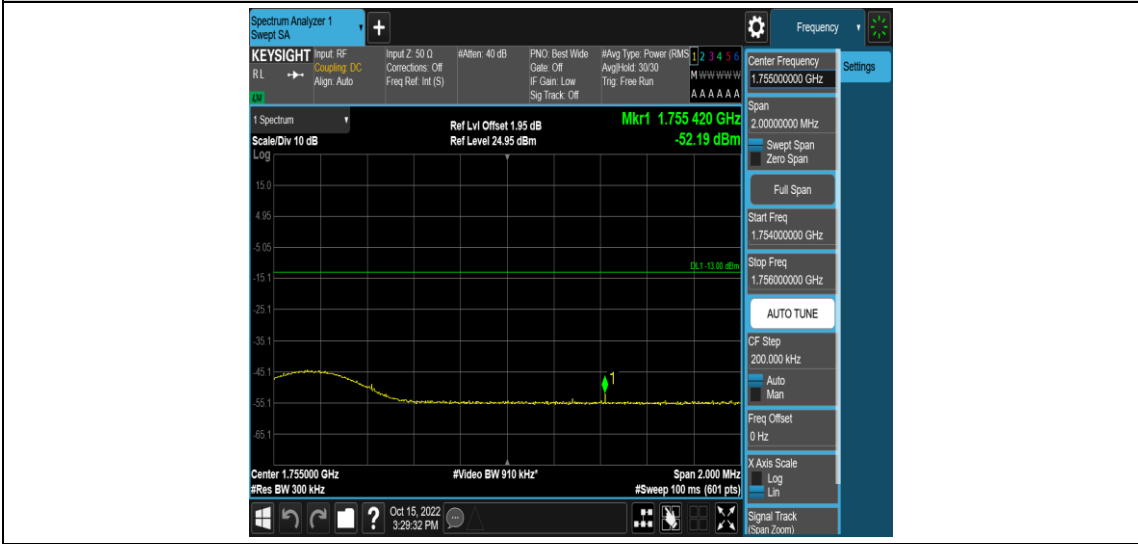 Spectrum Analyzer 1
Swept SA
+
Frequency
KEYSIGHT
RL
LXI
Input: RF
Coupling: DC
Align: Auto
Input Z: 50 Ω
Corrections: Off
Freq Ref: Int (S)
#Atten: 40 dB
PNO: Best Wide
Gate: Off
IF Gain: Low
Sig Track: Off
#Avg Type: Power (RMS
Avg|Hold: 30/30
Trig: Free Run
1 2 3 4 5 6
M W W W W W
A A A A A A
1 Spectrum
Scale/Div 10 dB
Log
Ref Lvl Offset 1.95 dB
Ref Level 24.95 dBm
Mkr1 1.755 420 GHz
-52.19 dBm
15.0
4.95
-5.05
DL1 -13.00 dBm
-15.1
-25.1
-35.1
-45.1
1
-55.1
-65.1
Center 1.755000 GHz
#Video BW 910 kHz*
Span 2.000 MHz
#Res BW 300 kHz
#Sweep 100 ms (601 pts)
?
Oct 15, 2022
3:29:32 PM
Center Frequency
1.755000000 GHz
Settings
Span
2.00000000 MHz
Swept Span
Zero Span
Full Span
Start Freq
1.754000000 GHz
Stop Freq
1.756000000 GHz
AUTO TUNE
CF Step
200.000 kHz
Auto
Man
Freq Offset
0 Hz
X Axis Scale
Log
Lin
Signal Track
(Span Zoom)